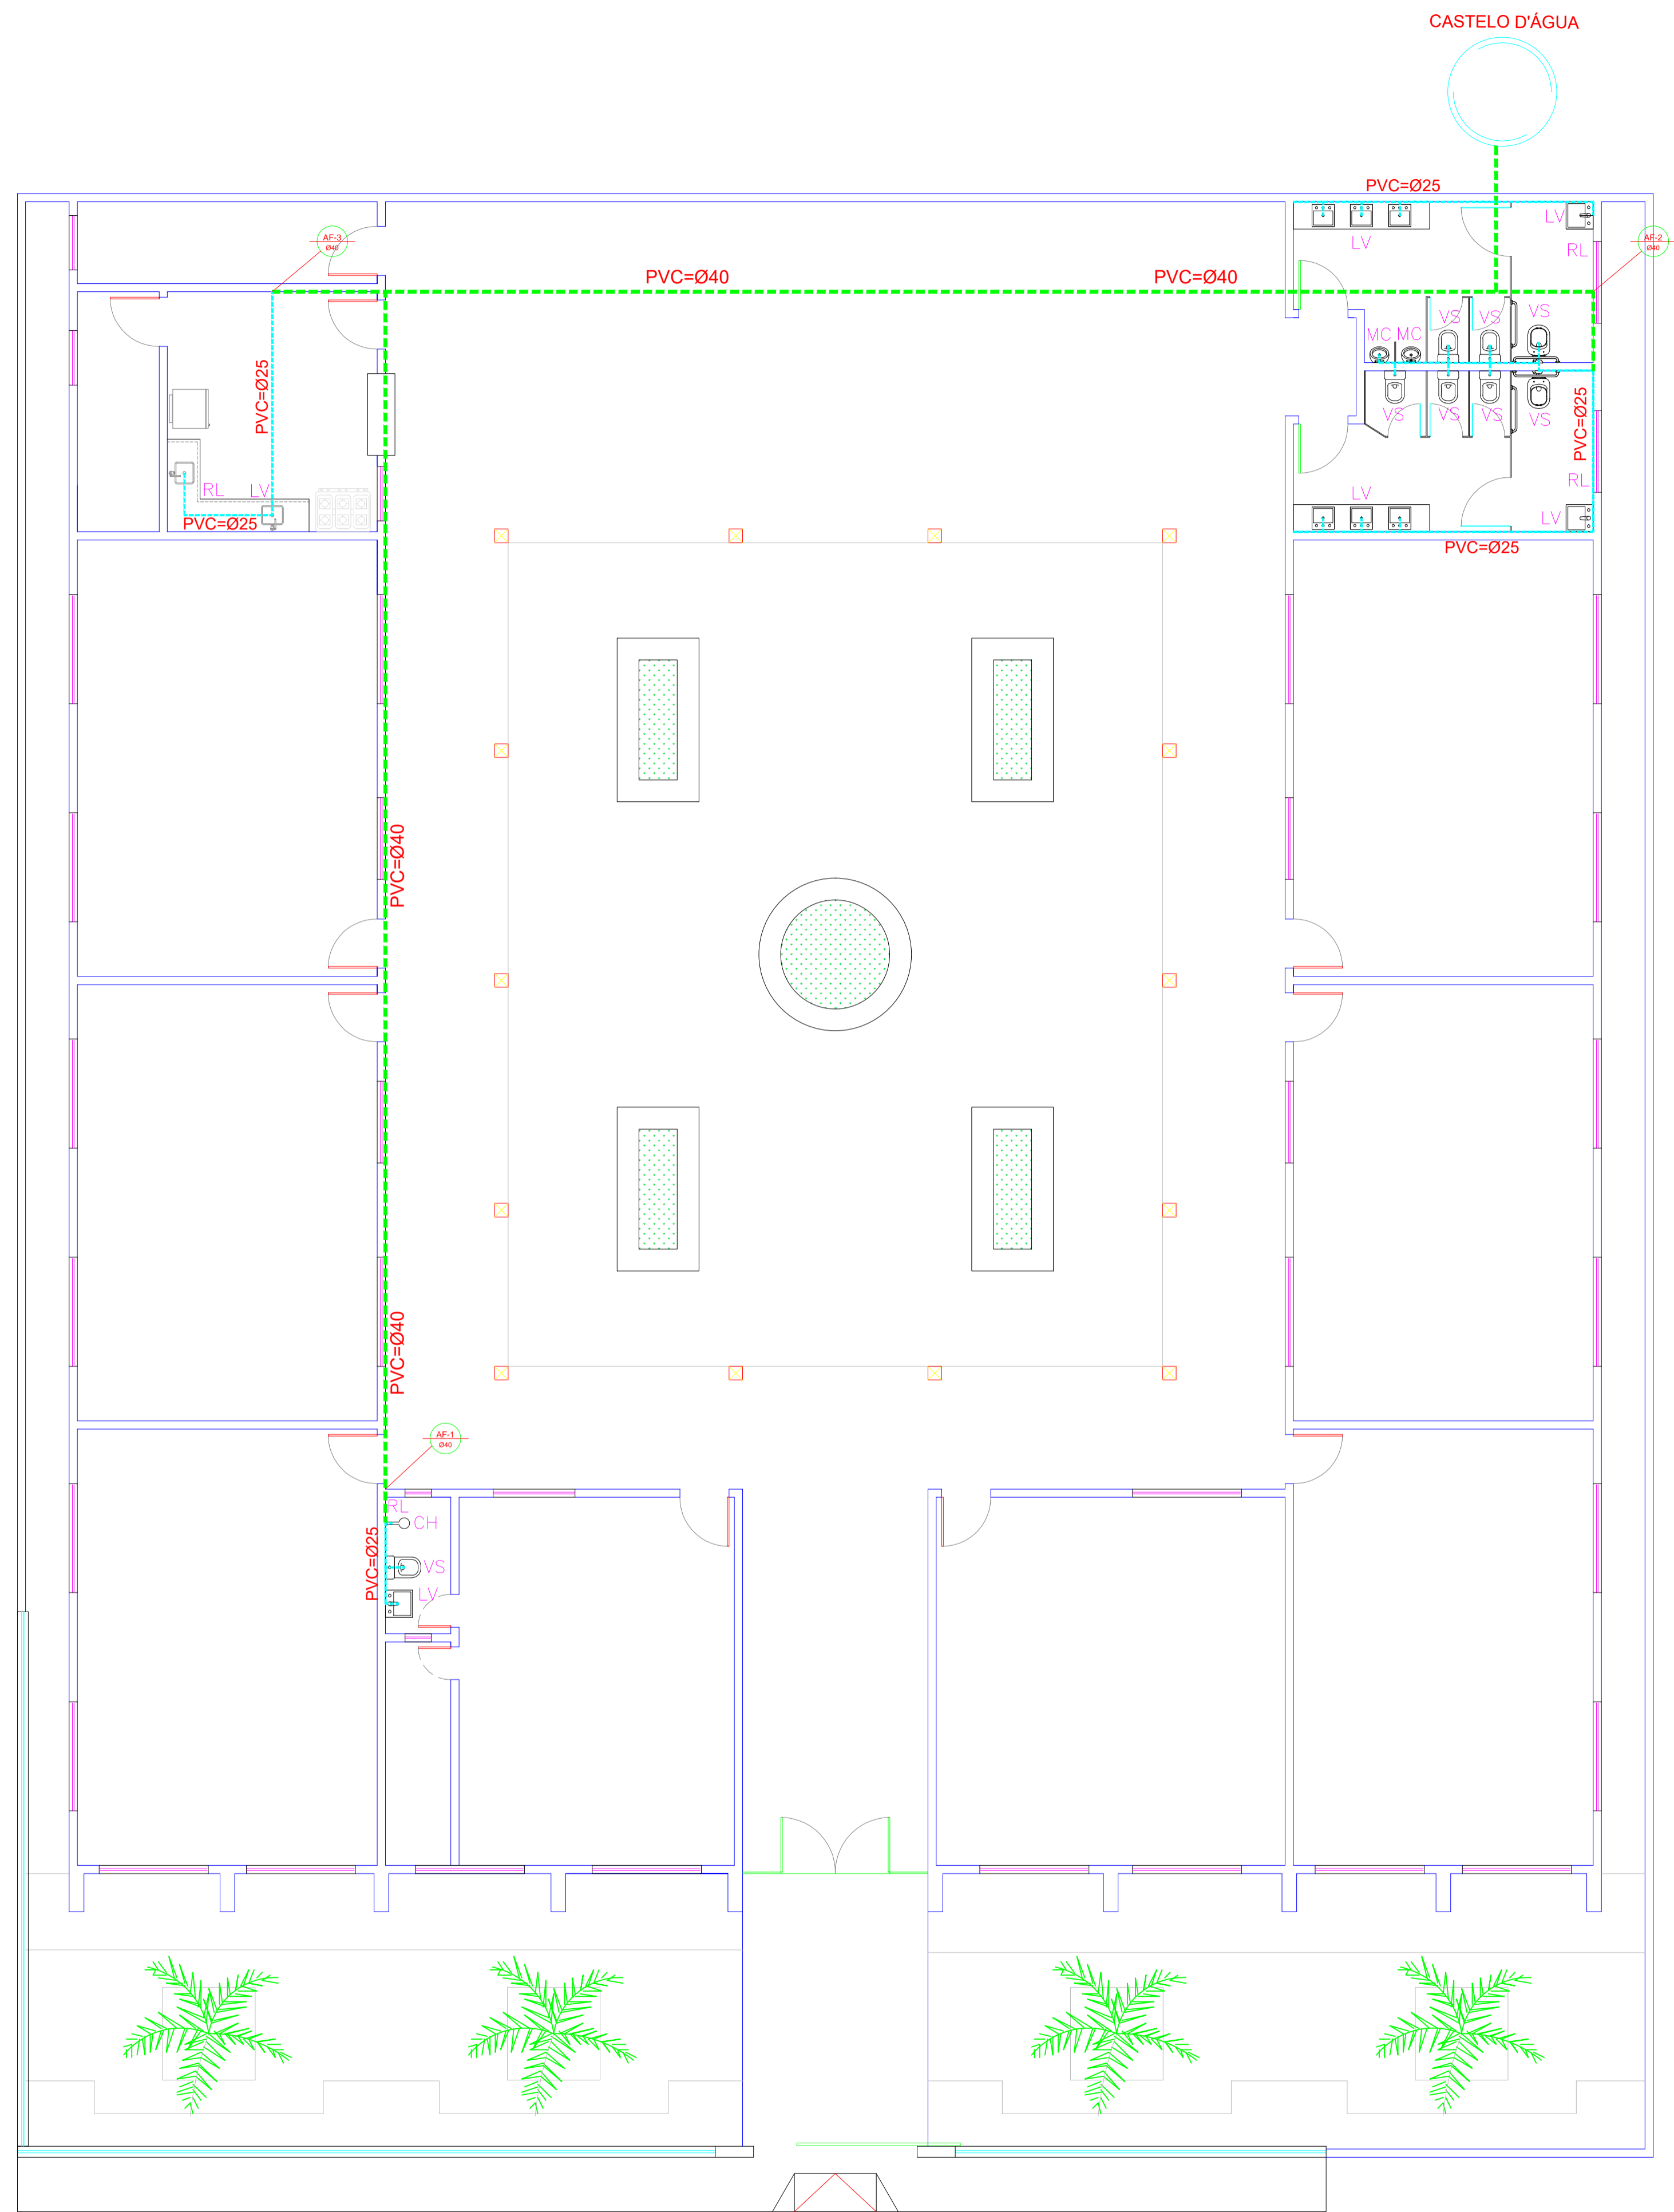 CASTELO D'ÁGUA
PVC=Ø25
LV
LV
RL
AF-3
Ø40
AF-2
Ø40
PVC=Ø40
PVC=Ø40
VS
VS
VS
MC
MC
PVC=Ø25
PVC=Ø25
VS
VS
VS
VS
RL
LV
RL
LV
LV
PVC=Ø25
PVC=Ø25
PVC=Ø40
PVC=Ø40
AF-1
Ø40
RL
CH
PVC=Ø25
VS
LV